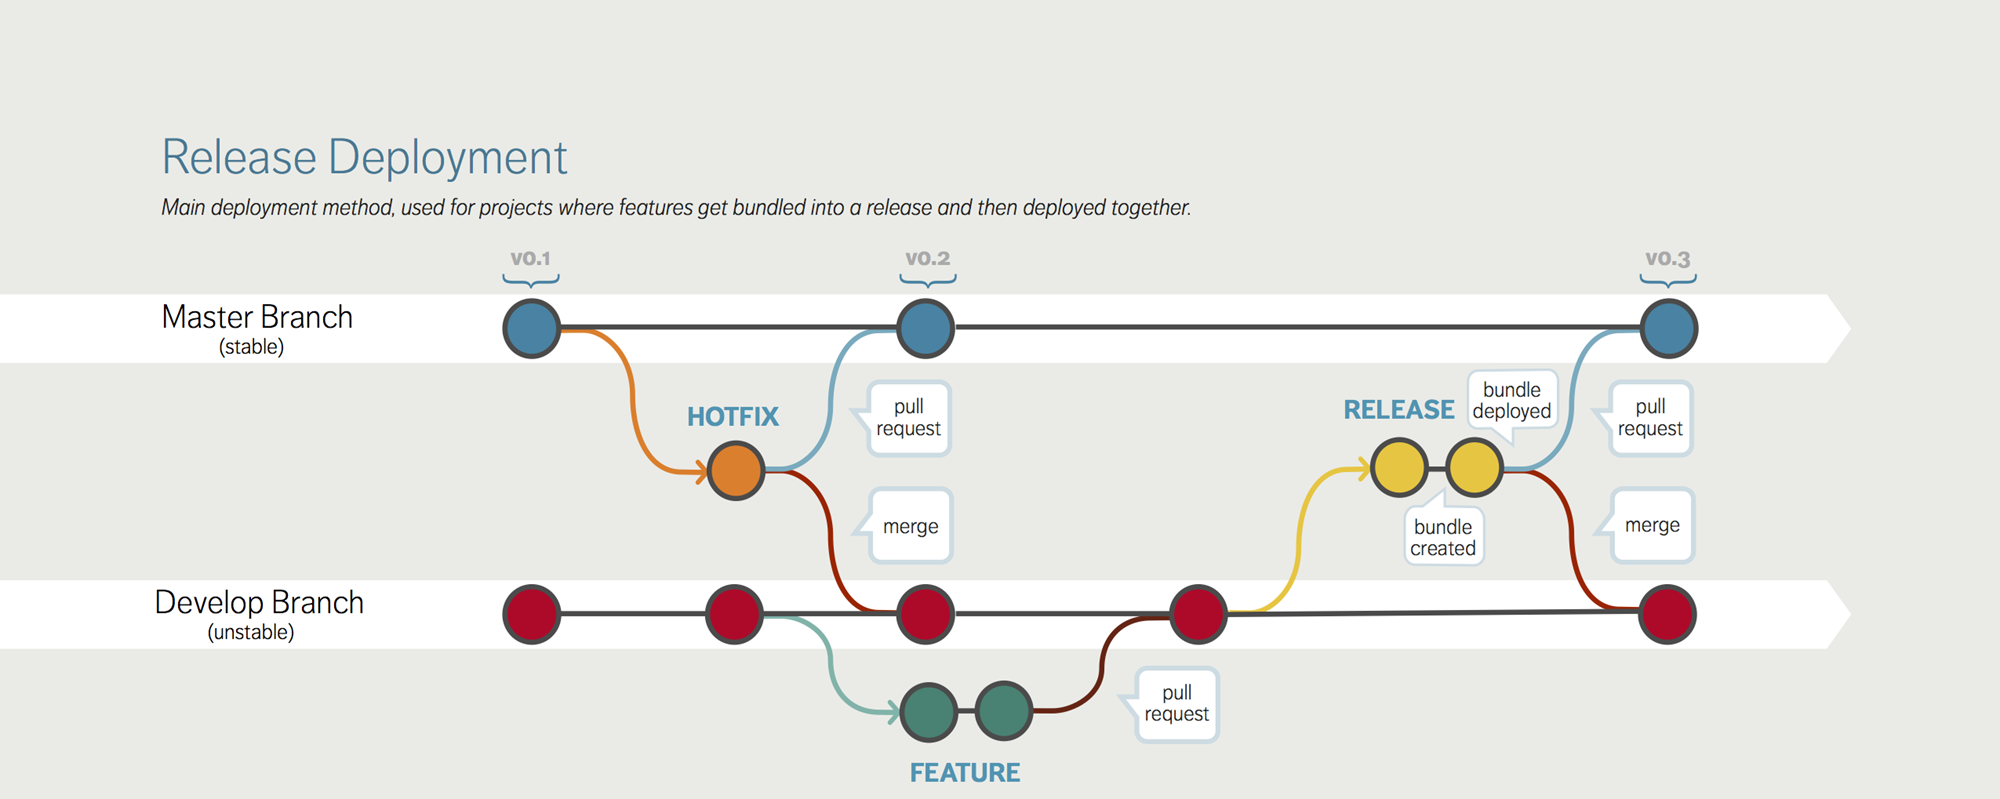 Release Deployment
Main deployment method, used for projects where features get bundled into a release and then deployed together.
v0.1
v0.2
v0.3
Master Branch
(stable)
HOTFIX
pull
request
RELEASE
bundle
deployed
pull
request
merge
bundle
created
merge
Develop Branch
(unstable)
pull
request
FEATURE